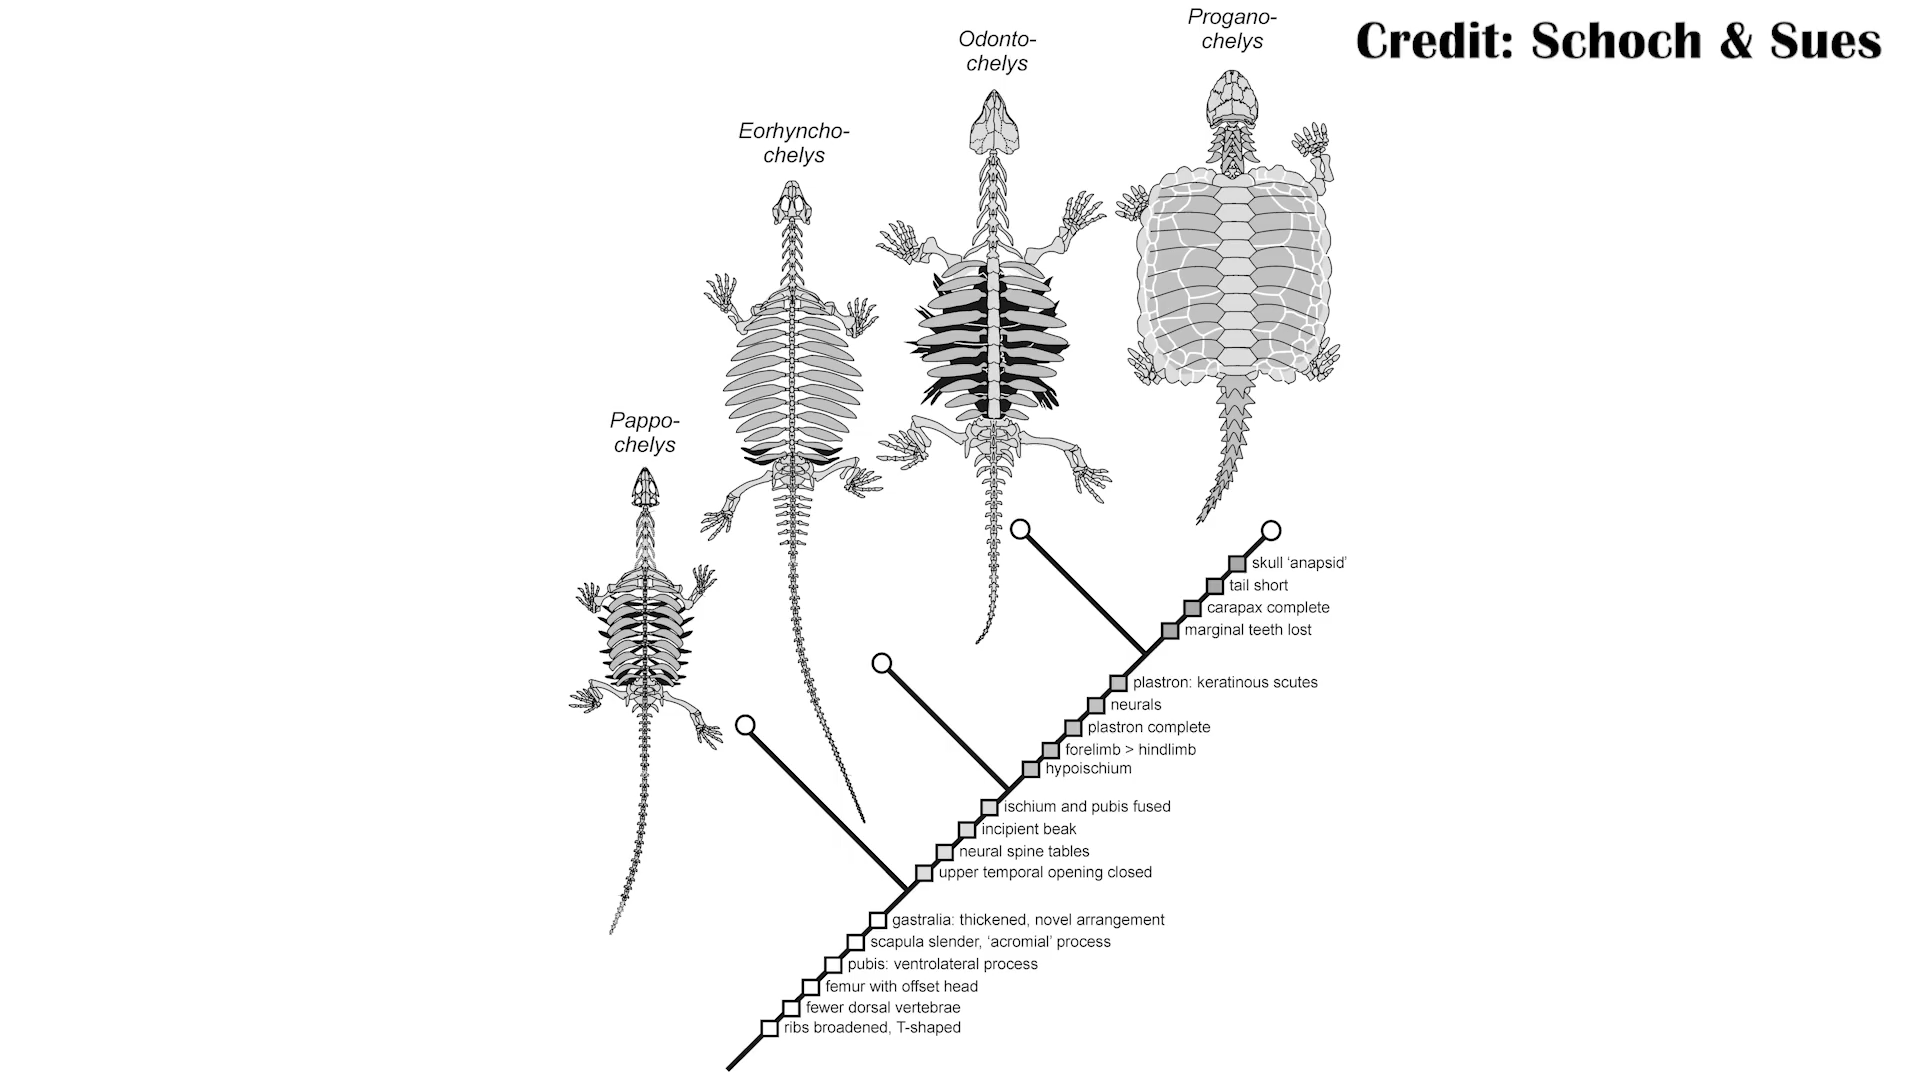 Progano-
chelys
Credit: Schoch & Sues
Odonto-
chelys
Eorhyncho-
chelys
Pappo-
chelys
skull ‘anapsid’
tail short
carapax complete
marginal teeth lost
plastron: keratinous scutes
neurals
plastron complete
forelimb > hindlimb
hypoischium
ischium and pubis fused
incipient beak
neural spine tables
upper temporal opening closed
gastralia: thickened, novel arrangement
scapula slender, ‘acromial’ process
pubis: ventrolateral process
femur with offset head
fewer dorsal vertebrae
ribs broadened, T-shaped